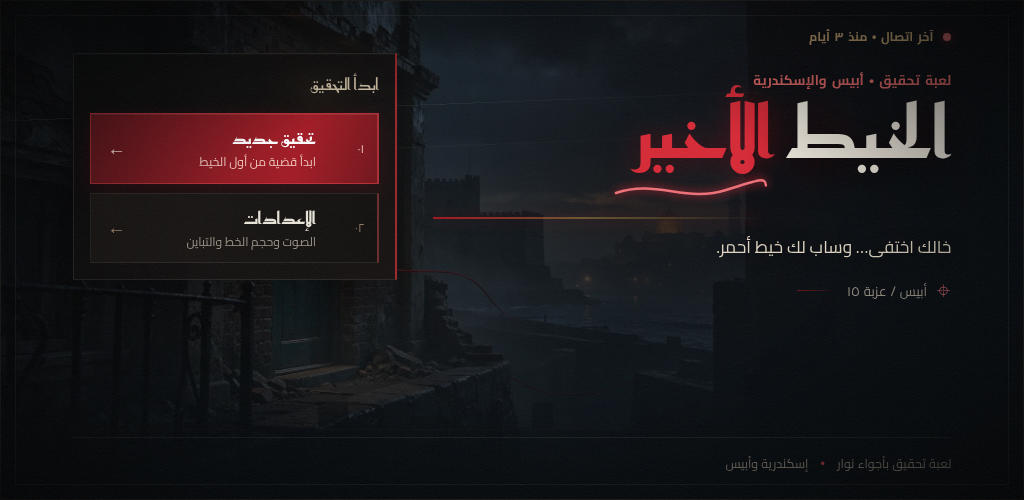 آخر اتصال • منذ ٣ أيام
لعبة تحقيق • أبيس والإسكندرية
الخيط الأخير
خالك اختفى... وساب لك خيط أحمر.
أبيس / عزبة ١٥
ابدأ التحقيق
٠١
تحقيق جديد
ابدأ قضية من أول الخيط
←
٠٢
الإعدادات
الصوت وحجم الخط والتباين
←
لعبة تحقيق بأجواء نوار • إسكندرية وأبيس